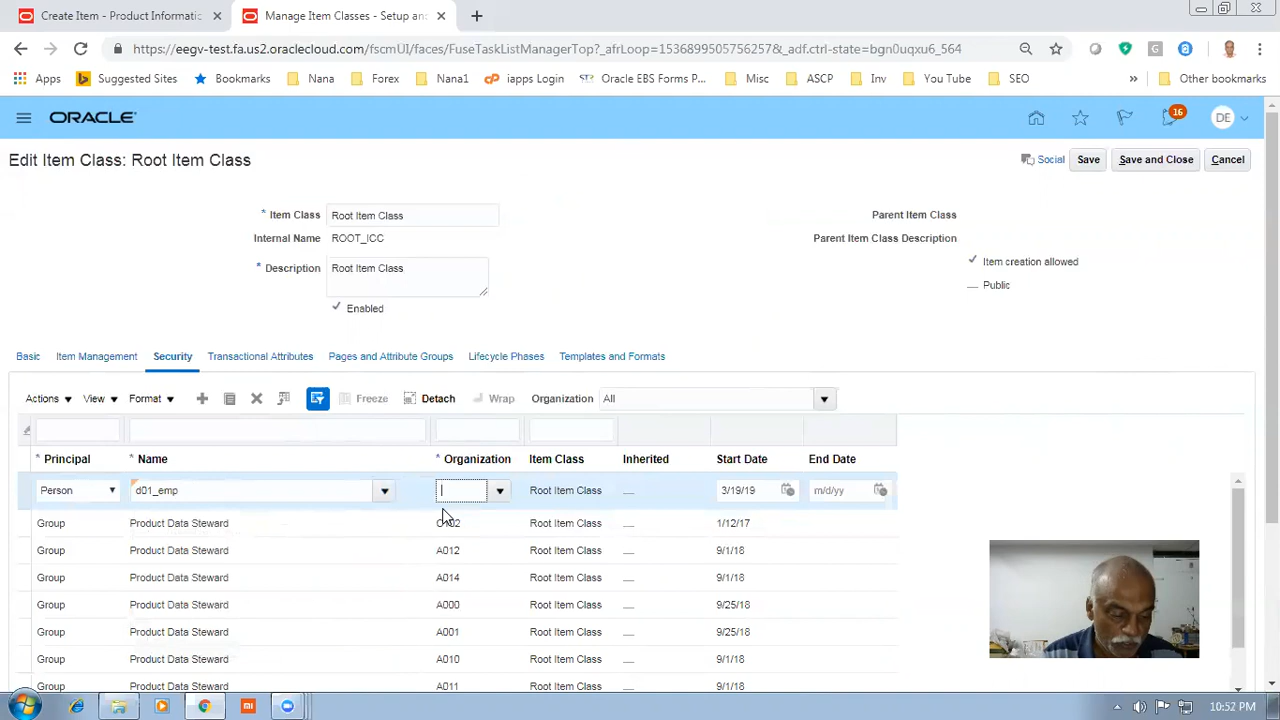 Create Item - Product Informatic
Manage Item Classes - Setup an
https://eegv-test.fa.us2.oraclecloud.com/fscmUI/faces/FuseTaskListManagerTop?_afrLoop=15368995056756257&_adf.ctrl-state=bgn0uqxu6_564
Apps
Suggested Sites
Bookmarks
Nana
Forex
Nana1
iapps Login
Oracle EBS Forms P...
Misc
ASCP
Inv
You Tube
SEO
Other bookmarks
ORACLE
16
DE
Edit Item Class: Root Item Class
Social
Save
Save and Close
Cancel
* Item Class Root Item Class
Parent Item Class
Internal Name ROOT_ICC
Parent Item Class Description
* Description Root Item Class
Item creation allowed
Public
Enabled
Basic Item Management Security Transactional Attributes Pages and Attribute Groups Lifecycle Phases Templates and Formats
Actions View Format Freeze Detach Wrap Organization All
* Principal * Name * Organization Item Class Inherited Start Date End Date
Person d01_emp Root Item Class 3/19/19 m/d/yy
Group Product Data Steward Root Item Class 1/12/17
Group Product Data Steward A012 Root Item Class 9/1/18
Group Product Data Steward A014 Root Item Class 9/1/18
Group Product Data Steward A000 Root Item Class 9/25/18
Group Product Data Steward A001 Root Item Class 9/25/18
Group Product Data Steward A010 Root Item Class 9/1/18
Group Product Data Steward A011 Root Item Class 9/1/18
10:52 PM